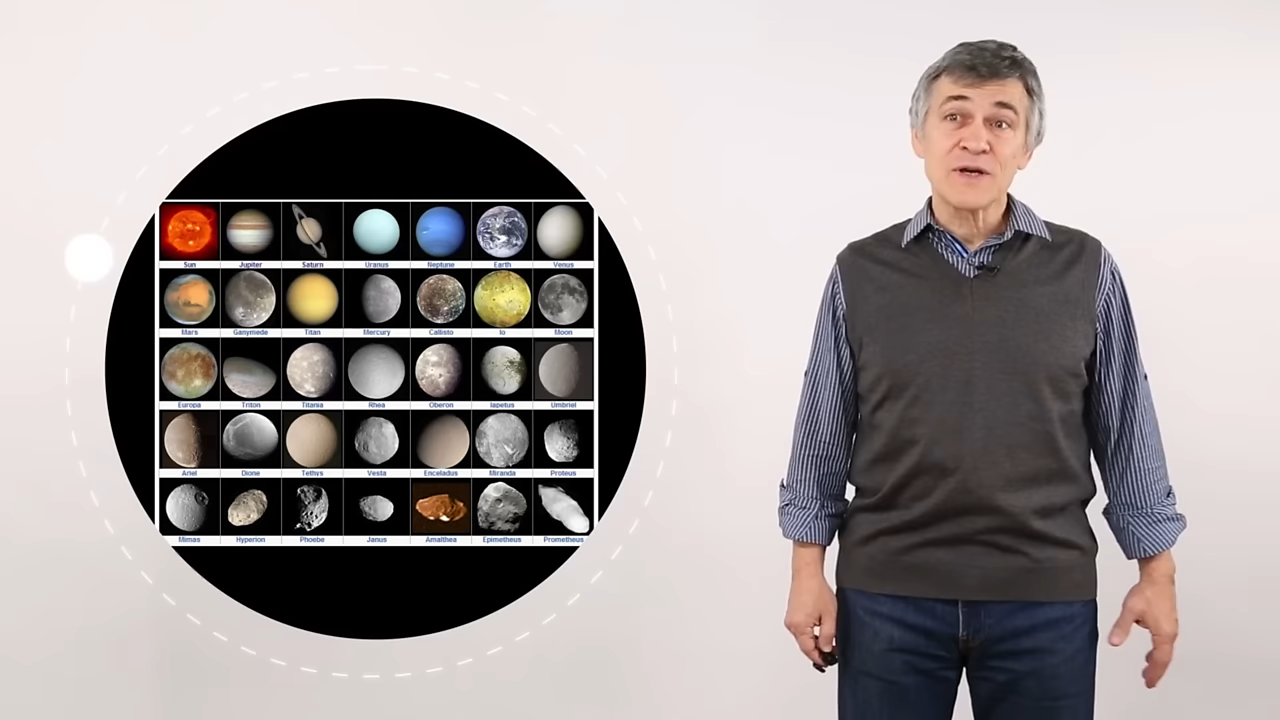 Sun Jupiter Saturn Uranus Neptune Earth Venus
Mars Ganymede Titan Mercury Callisto Io Moon
Europa Triton Titania Rhea Oberon Iapetus Umbriel
Ariel Dione Tethys Vesta Enceladus Miranda Proteus
Mimas Hyperion Phoebe Janus Amalthea Epimetheus Prometheus